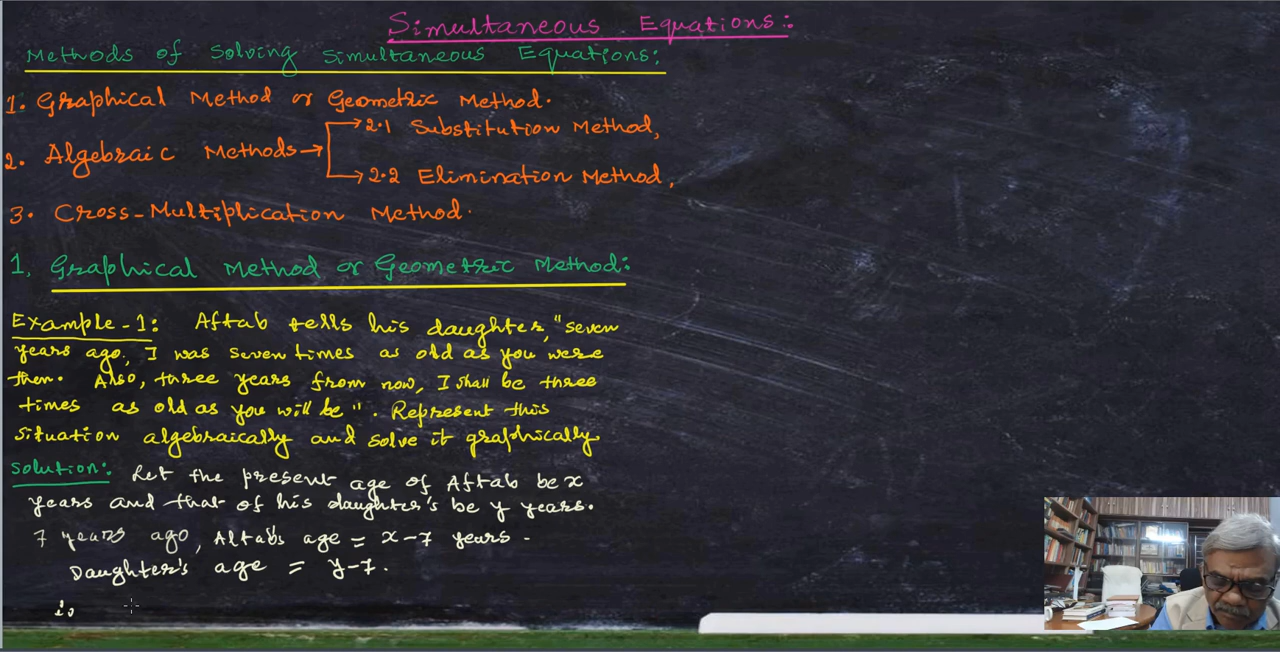 Simultaneous Equations:
Methods of Solving Simultaneous Equations:
1. Graphical Method or Geometric Method.
2. Algebraic Methods → 2.1 Substitution Method,
→ 2.2 Elimination Method,
3. Cross-Multiplication Method.
1. Graphical Method or Geometric Method:
Example-1: Aftab tells his daughter, "seven
years ago, I was seven times as old as you were
then. Also, three years from now, I shall be three
times as old as you will be". Represent this
situation algebraically and solve it graphically.
Solution: Let the present age of Aftab be x
years and that of his daughter's be y years.
7 years ago, Altab's age = x-7 years.
Daughter's age = y-7.